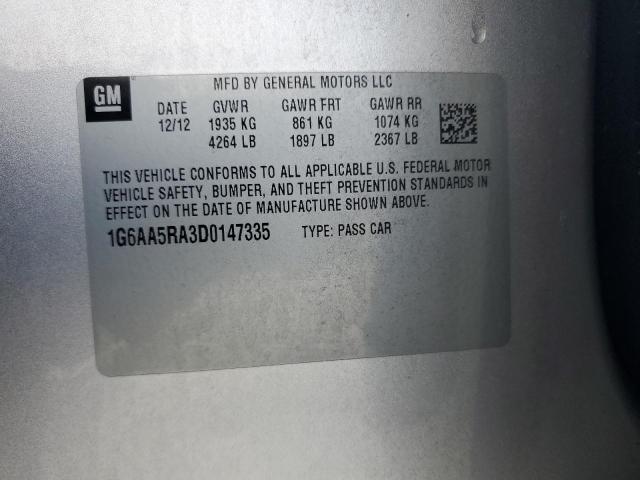 GM
MFD BY GENERAL MOTORS LLC
DATE GVWR GAWR FRT GAWR RR
12/12 1935 KG 861 KG 1074 KG
4264 LB 1897 LB 2367 LB
THIS VEHICLE CONFORMS TO ALL APPLICABLE U.S. FEDERAL MOTOR
VEHICLE SAFETY, BUMPER, AND THEFT PREVENTION STANDARDS IN
EFFECT ON THE DATE OF MANUFACTURE SHOWN ABOVE.
1G6AA5RA3D0147335 TYPE: PASS CAR